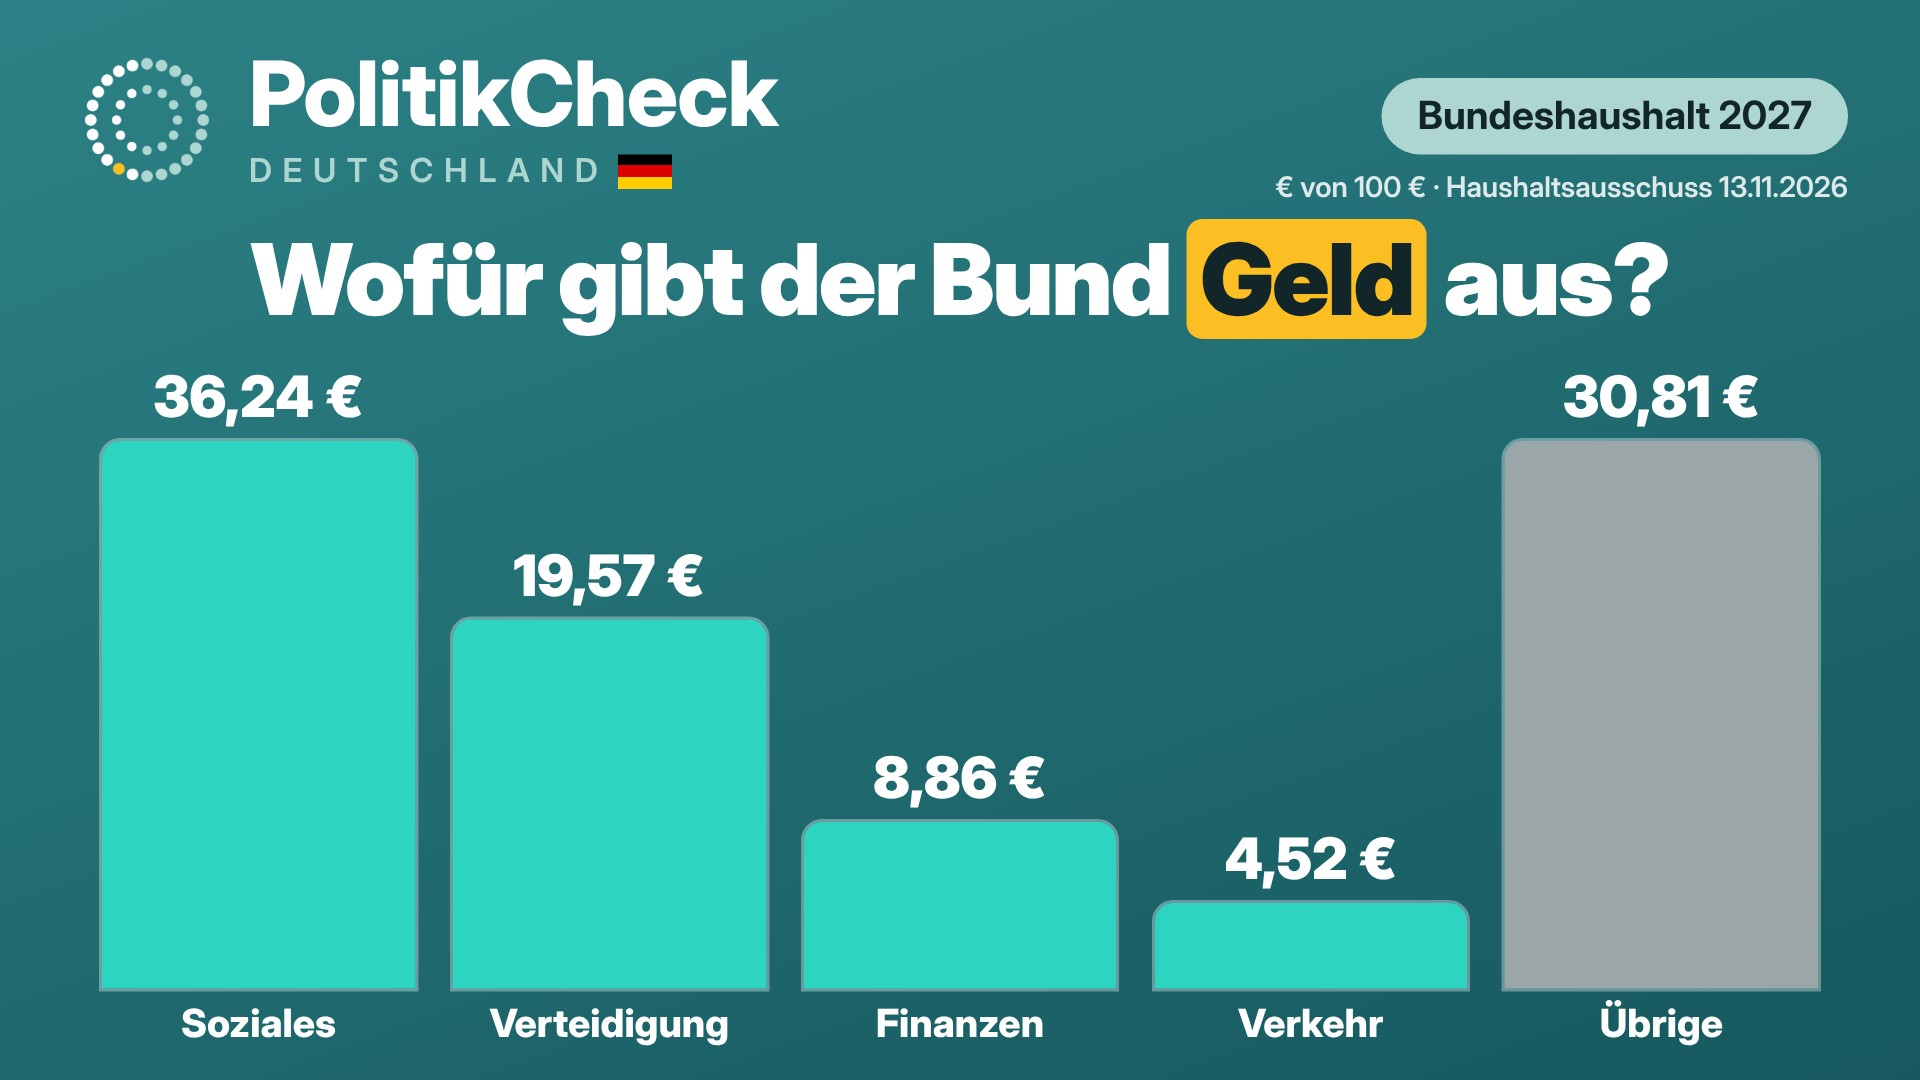 PolitikCheck
DEUTSCHLAND
Bundeshaushalt 2027
€ von 100 € · Haushaltsausschuss 13.11.2026
Wofür gibt der Bund Geld aus?
36,24 €
19,57 €
8,86 €
4,52 €
30,81 €
Soziales
Verteidigung
Finanzen
Verkehr
Übrige